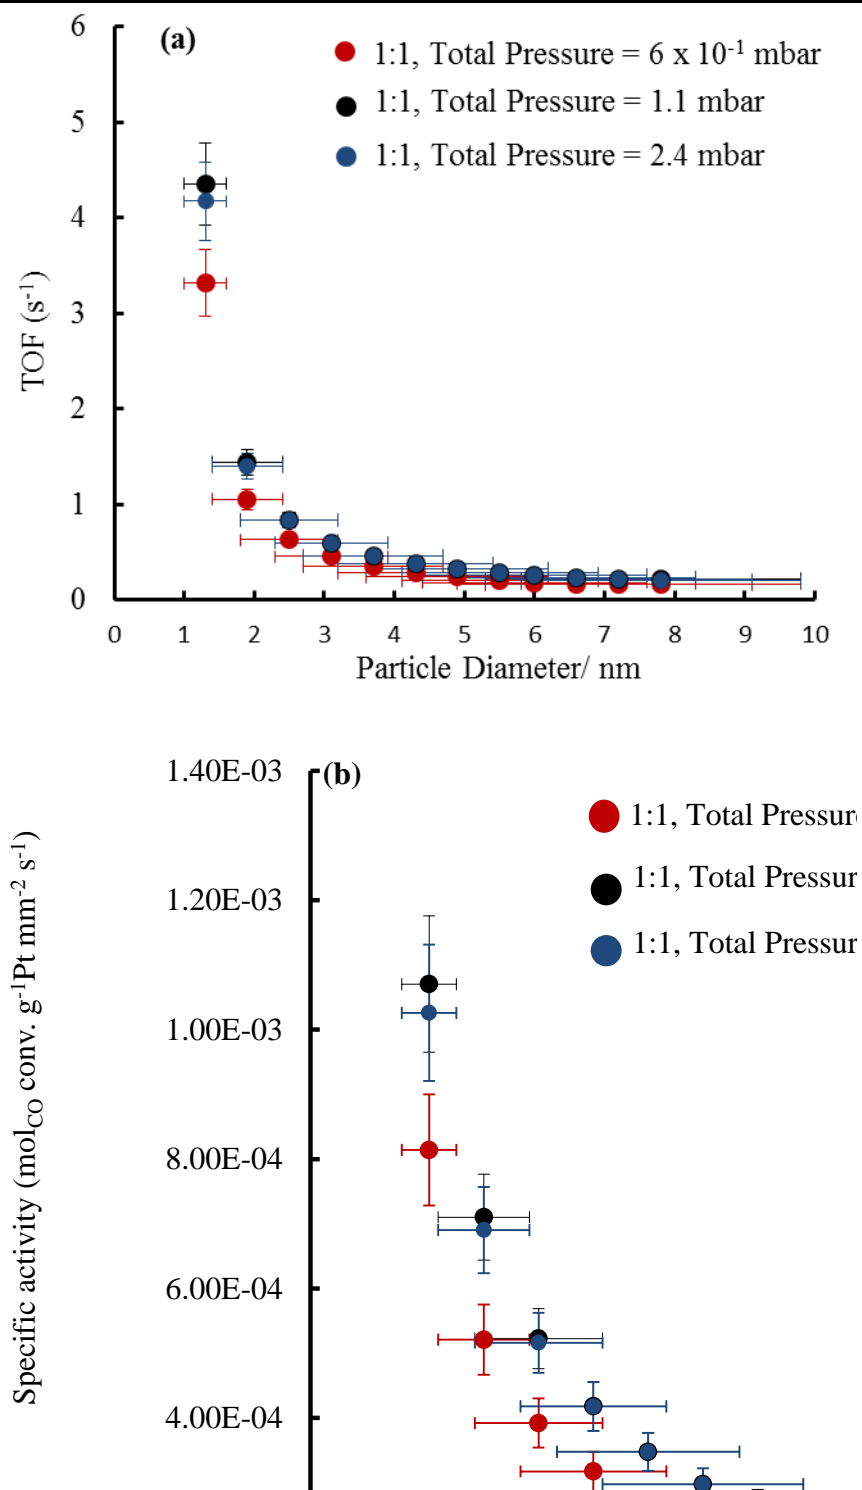 (a)
1:1, Total Pressure = 6 x 10⁻¹ mbar
1:1, Total Pressure = 1.1 mbar
1:1, Total Pressure = 2.4 mbar
6
5
4
3
2
1
0
TOF (s⁻¹)
0 1 2 3 4 5 6 7 8 9 10
Particle Diameter/ nm
(b)
1:1, Total Pressure
1:1, Total Pressur
1:1, Total Pressur
1.40E-03
1.20E-03
1.00E-03
8.00E-04
6.00E-04
4.00E-04
Specific activity (mol_CO conv. g⁻¹Pt mm⁻² s⁻¹)